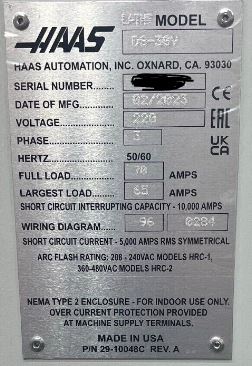 HAAS LATHE MODEL
DS-30Y
HAAS AUTOMATION, INC. OXNARD, CA. 93030
SERIAL NUMBER
DATE OF MFG. 02/2023
VOLTAGE 220
PHASE 3
HERTZ 50/60
FULL LOAD 70 AMPS
LARGEST LOAD AMPS
SHORT CIRCUIT INTERRUPTING CAPACITY - 10,000 AMPS
WIRING DIAGRAM 96 0284
SHORT CIRCUIT CURRENT - 5,000 AMPS RMS SYMMETRICAL
ARC FLASH RATING: 208 - 240VAC MODELS HRC-1,
360-480VAC MODELS HRC-2
NEMA TYPE 2 ENCLOSURE - FOR INDOOR USE ONLY.
OVER CURRENT PROTECTION PROVIDED
AT MACHINE SUPPLY TERMINALS.
MADE IN USA
P/N 29-10048C REV. A
CE
EAC
UK
CA